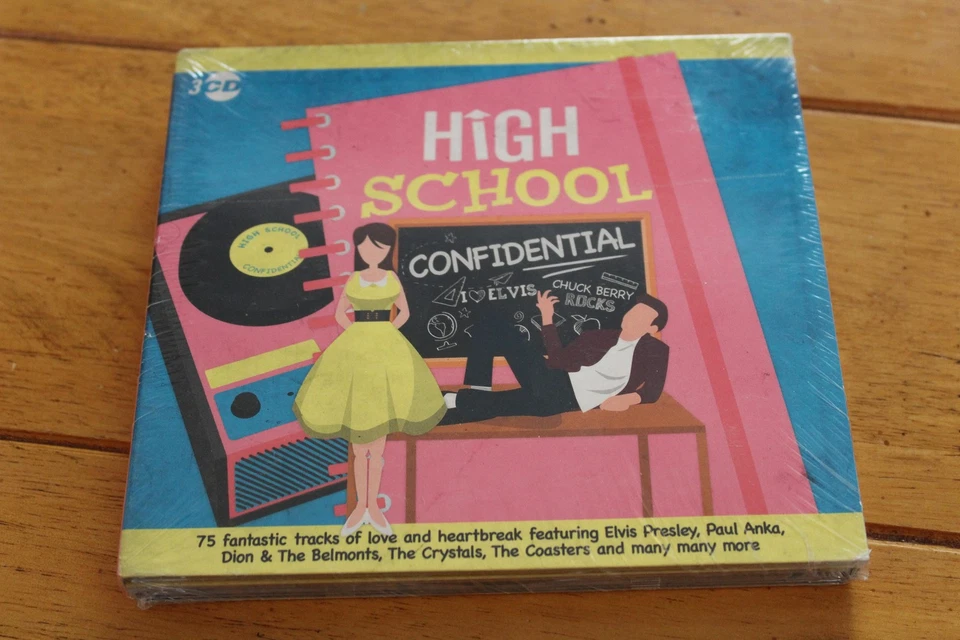 3CD
HIGH
SCHOOL
CONFIDENTIAL
I ♡ ELVIS
CHUCK BERRY
ROCKS
HIGH SCHOOL
CONFIDENTIAL
75 fantastic tracks of love and heartbreak featuring Elvis Presley, Paul Anka,
Dion & The Belmonts, The Crystals, The Coasters and many many more